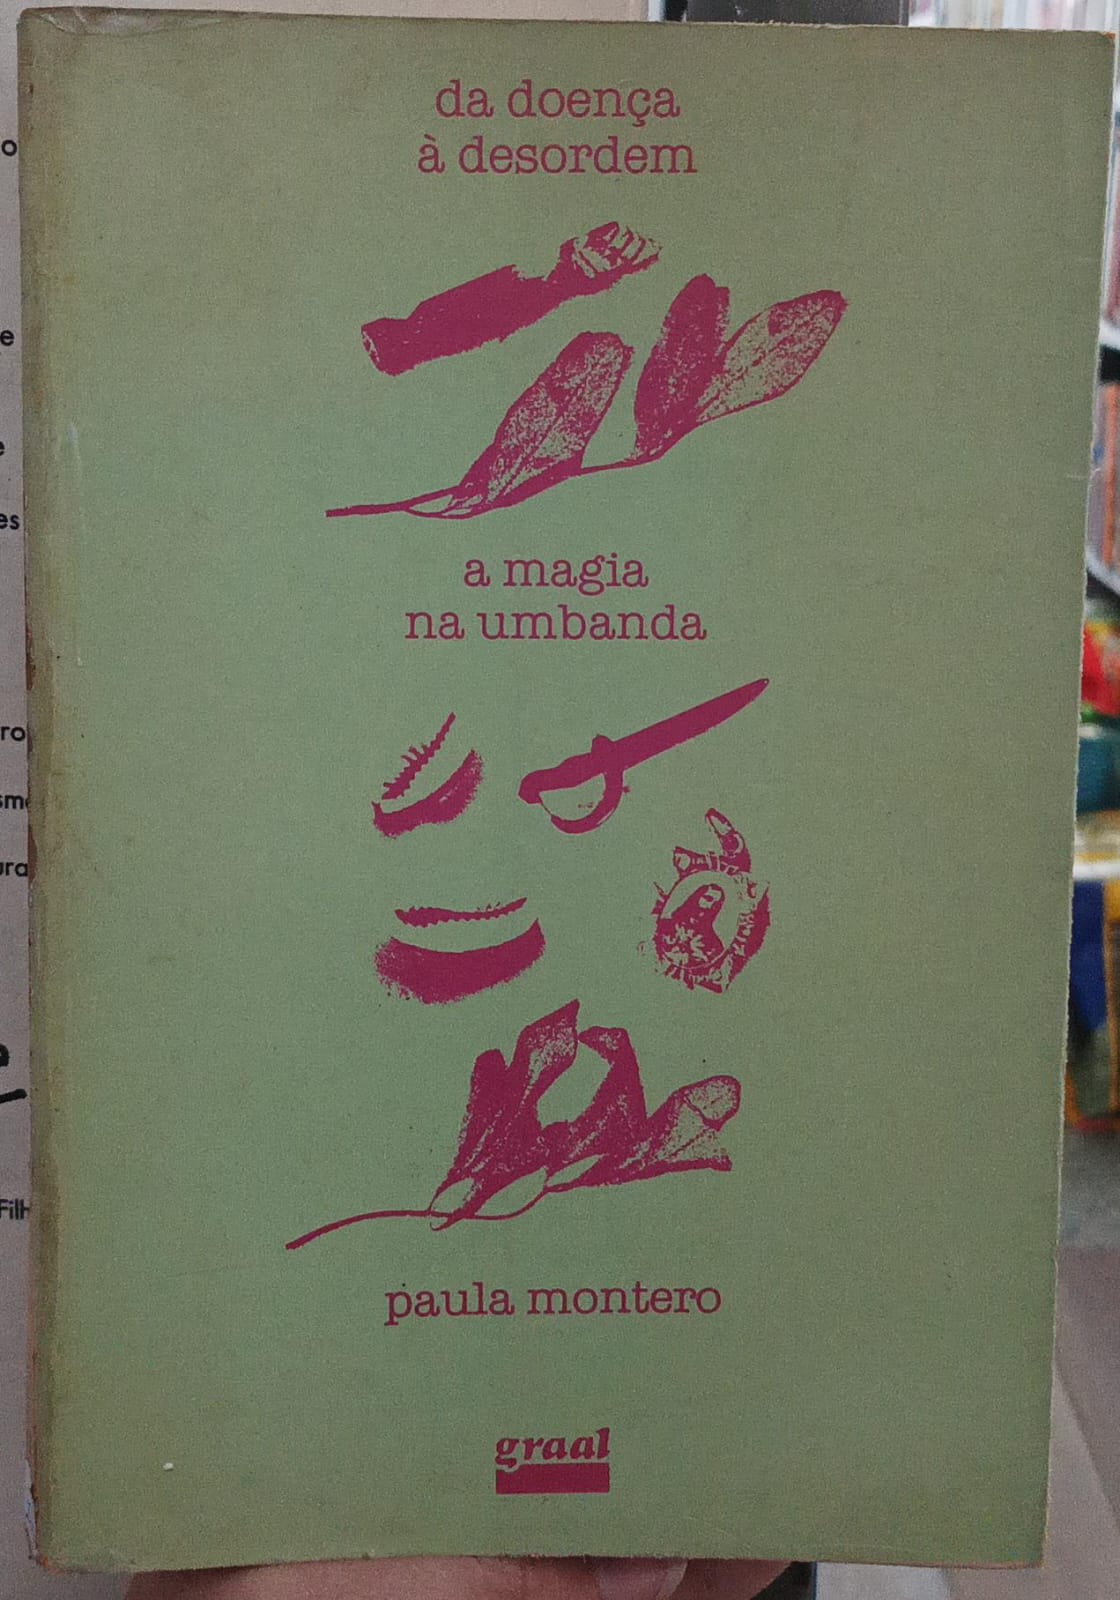 da doença
à desordem
a magia
na umbanda
paula montero
graal